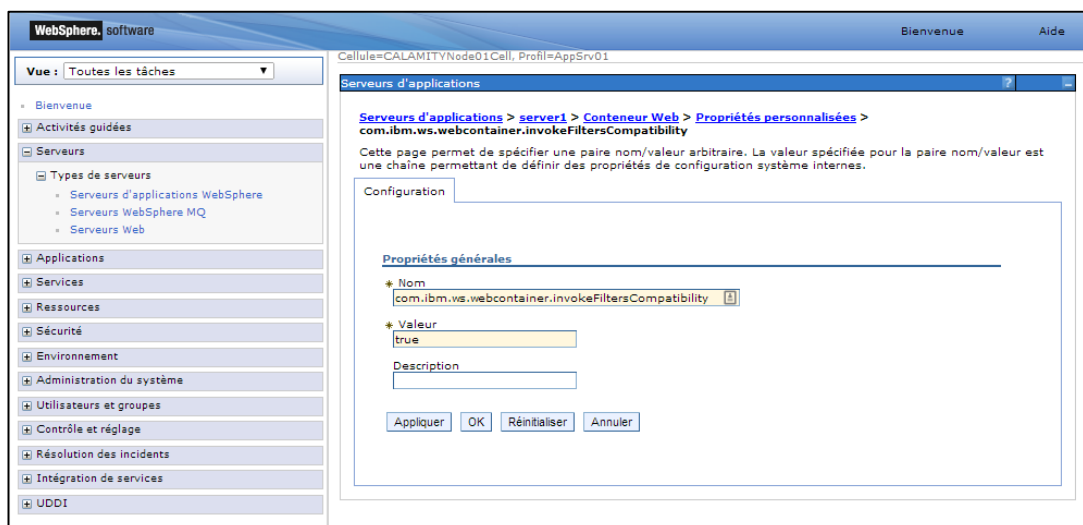 WebSphere. software
Bienvenue Aide
Cellule=CALAMITYNode01Cell, Profil=AppSrv01
Vue : Toutes les tâches
Bienvenue
Activités guidées
Serveurs
Types de serveurs
Serveurs d'applications WebSphere
Serveurs WebSphere MQ
Serveurs Web
Applications
Services
Ressources
Sécurité
Environnement
Administration du système
Utilisateurs et groupes
Contrôle et réglage
Résolution des incidents
Intégration de services
UDDI
Serveurs d'applications ? _
Serveurs d'applications > server1 > Conteneur Web > Propriétés personnalisées >
com.ibm.ws.webcontainer.invokeFiltersCompatibility
Cette page permet de spécifier une paire nom/valeur arbitraire. La valeur spécifiée pour la paire nom/valeur est
une chaîne permettant de définir des propriétés de configuration système internes.
Configuration
Propriétés générales
* Nom
com.ibm.ws.webcontainer.invokeFiltersCompatibility
* Valeur
true
Description
Appliquer OK Réinitialiser Annuler